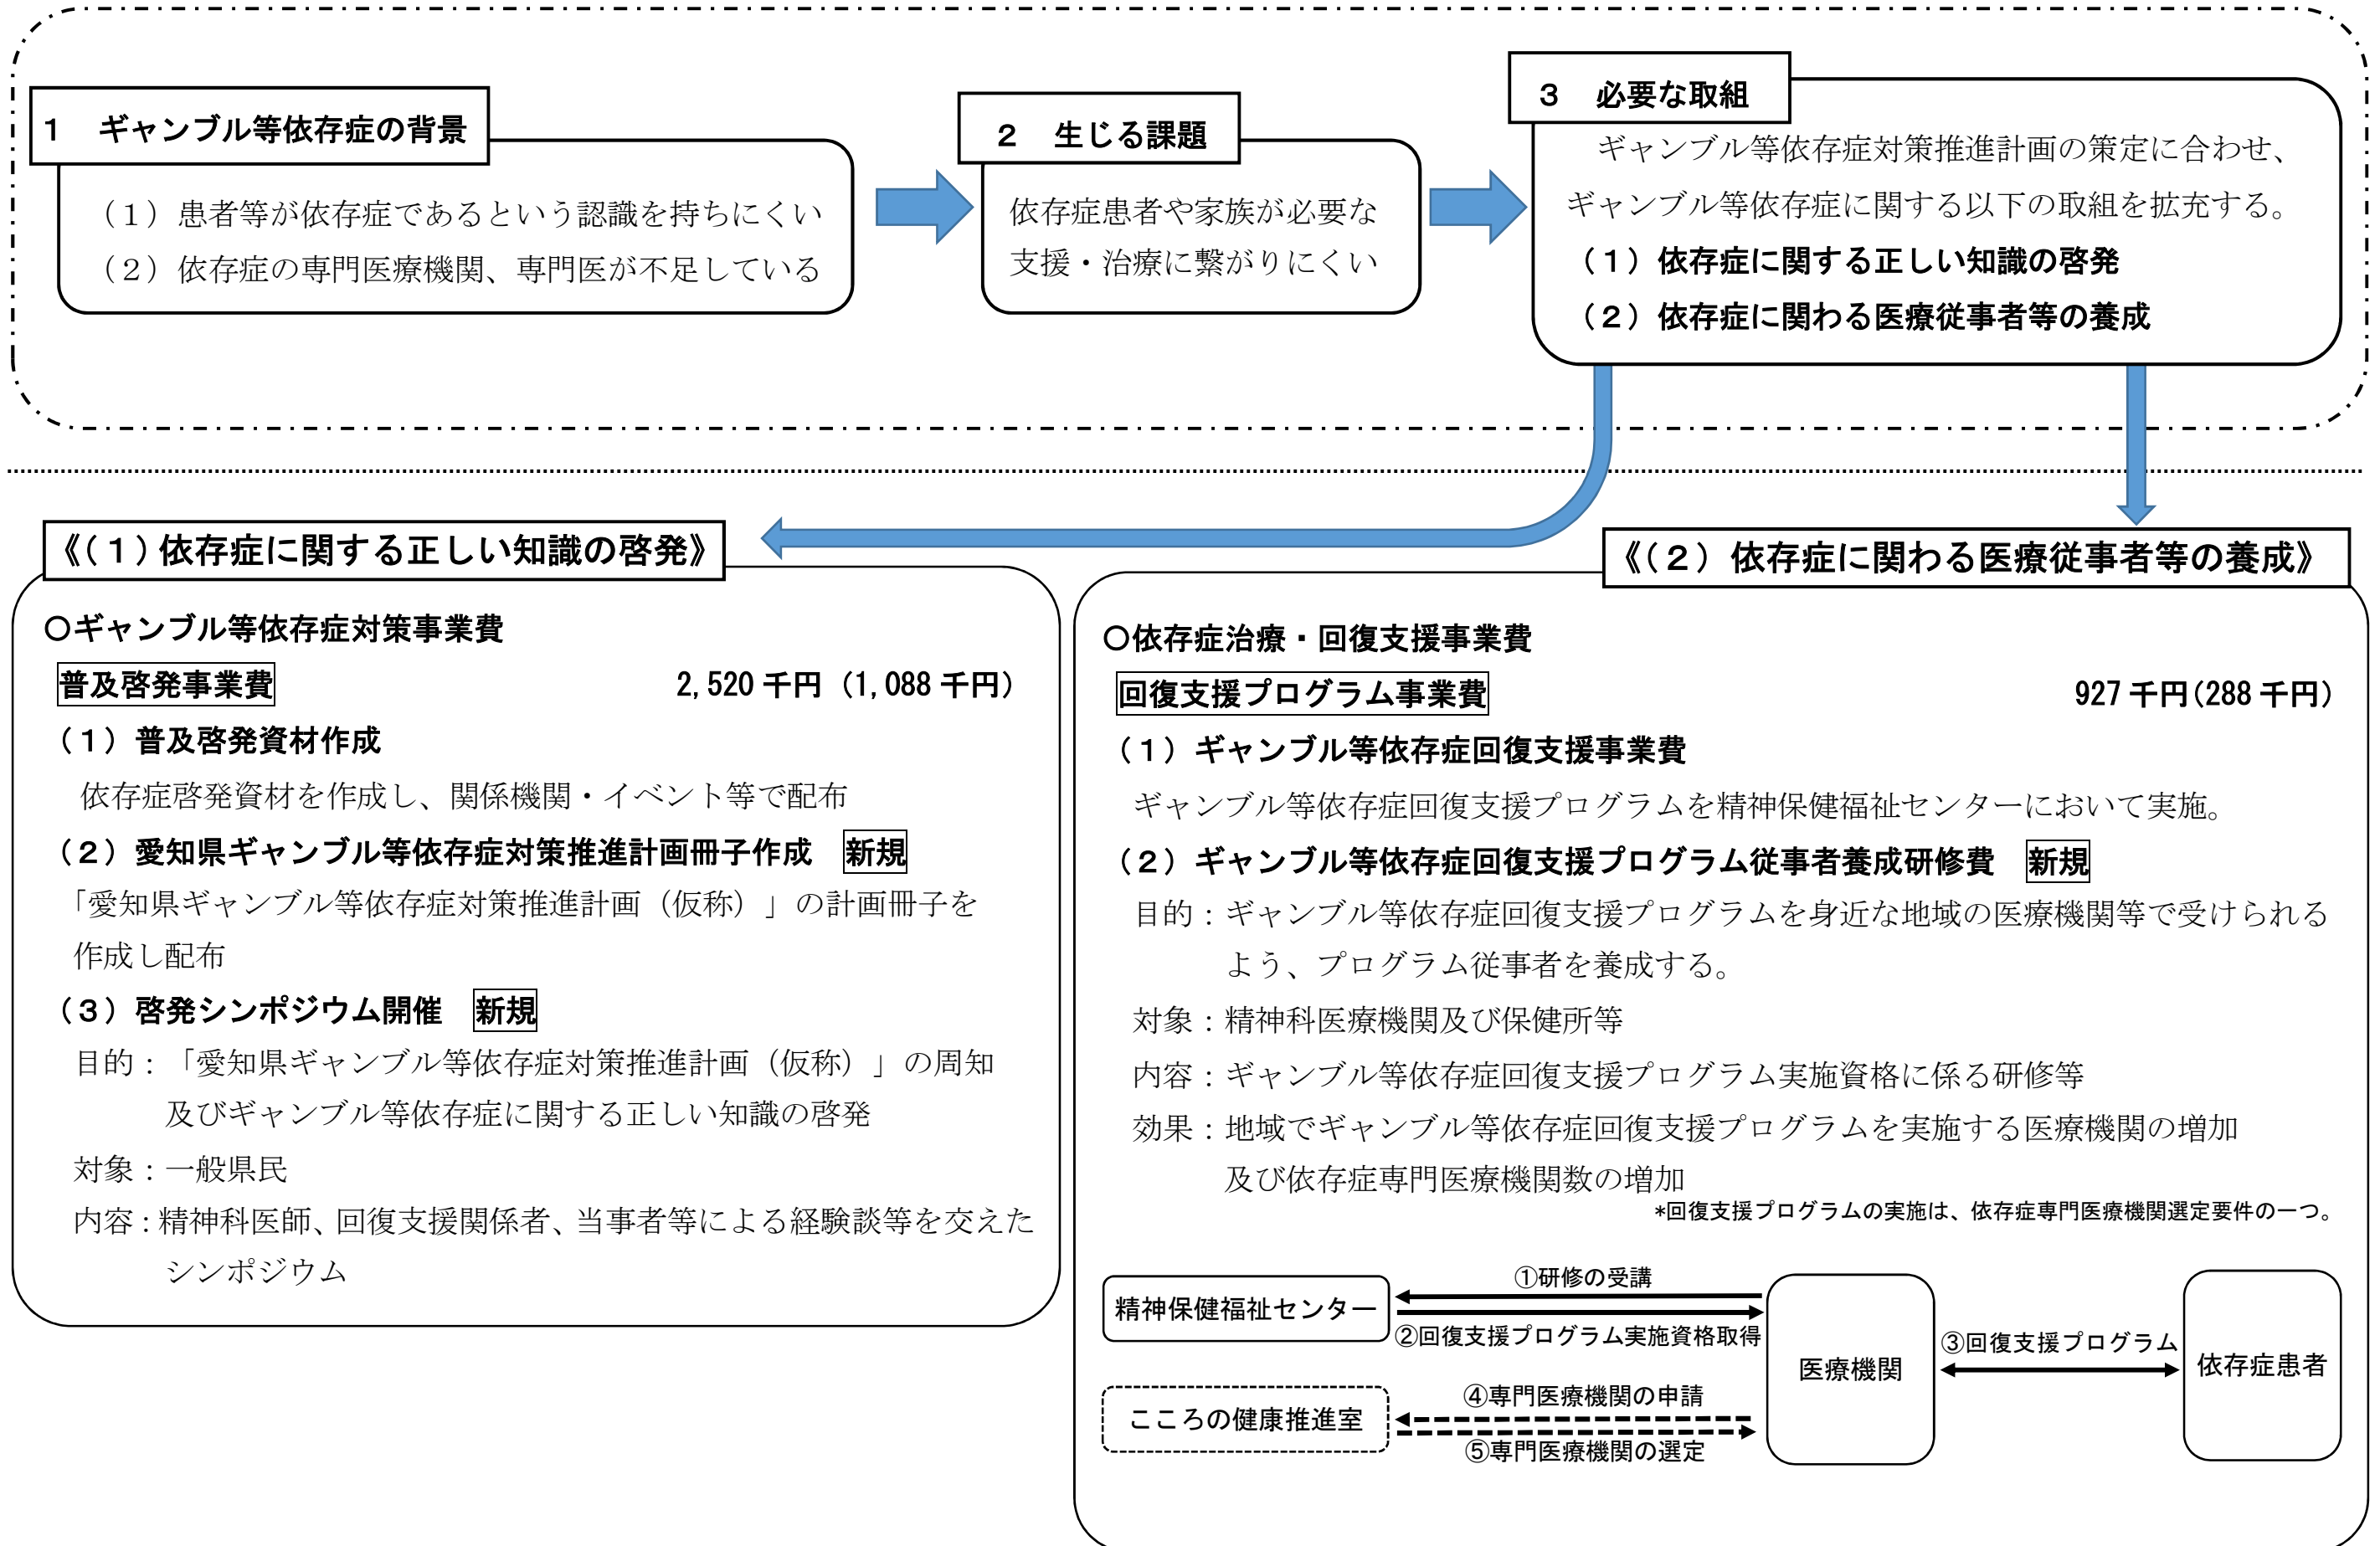 １　ギャンブル等依存症の背景
（１）患者等が依存症であるという認識を持ちにくい
（２）依存症の専門医療機関、専門医が不足している
２　生じる課題
依存症患者や家族が必要な
支援・治療に繋がりにくい
３　必要な取組
ギャンブル等依存症対策推進計画の策定に合わせ、
ギャンブル等依存症に関する以下の取組を拡充する。
（１）依存症に関する正しい知識の啓発
（２）依存症に関わる医療従事者等の養成
《（１）依存症に関する正しい知識の啓発》
○ギャンブル等依存症対策事業費
普及啓発事業費　2,520 千円（1,088 千円）
（１）普及啓発資材作成
依存症啓発資材を作成し、関係機関・イベント等で配布
（２）愛知県ギャンブル等依存症対策推進計画冊子作成　新規
「愛知県ギャンブル等依存症対策推進計画（仮称）」の計画冊子を
作成し配布
（３）啓発シンポジウム開催　新規
目的：「愛知県ギャンブル等依存症対策推進計画（仮称）」の周知
及びギャンブル等依存症に関する正しい知識の啓発
対象：一般県民
内容：精神科医師、回復支援関係者、当事者等による経験談等を交えた
シンポジウム
《（２）依存症に関わる医療従事者等の養成》
○依存症治療・回復支援事業費
回復支援プログラム事業費　927 千円（288 千円）
（１）ギャンブル等依存症回復支援事業費
ギャンブル等依存症回復支援プログラムを精神保健福祉センターにおいて実施。
（２）ギャンブル等依存症回復支援プログラム従事者養成研修費　新規
目的：ギャンブル等依存症回復支援プログラムを身近な地域の医療機関等で受けられる
よう、プログラム従事者を養成する。
対象：精神科医療機関及び保健所等
内容：ギャンブル等依存症回復支援プログラム実施資格に係る研修等
効果：地域でギャンブル等依存症回復支援プログラムを実施する医療機関の増加
及び依存症専門医療機関数の増加
*回復支援プログラムの実施は、依存症専門医療機関選定要件の一つ。
精神保健福祉センター
①研修の受講
②回復支援プログラム実施資格取得
こころの健康推進室
④専門医療機関の申請
⑤専門医療機関の選定
医療機関
③回復支援プログラム
依存症患者